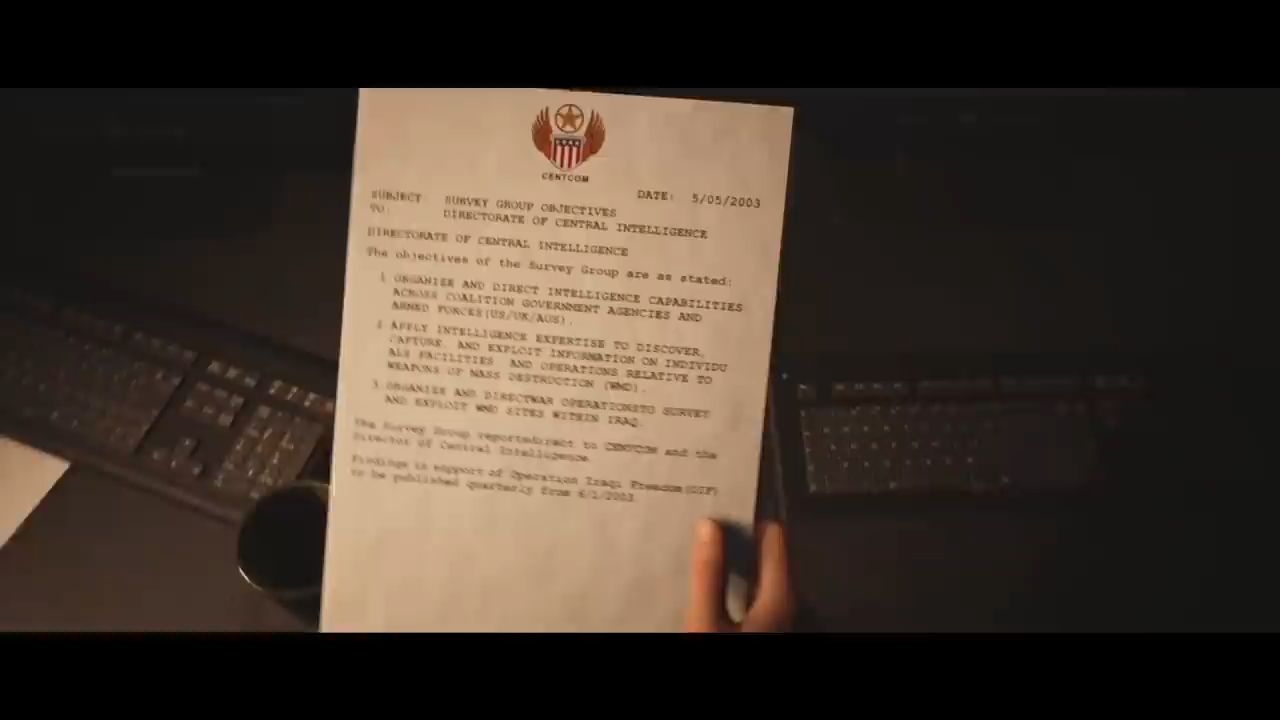 CENTCOM
DATE: 5/05/2003
SUBJECT: SURVEY GROUP OBJECTIVES
TO: DIRECTORATE OF CENTRAL INTELLIGENCE
DIRECTORATE OF CENTRAL INTELLIGENCE
The objectives of the Survey Group are as stated:
1 ORGANISE AND DIRECT INTELLIGENCE CAPABILITIES
ACROSS COALITION GOVERNMENT AGENCIES AND
ARMED FORCES(US/UK/AUS).
2 APPLY INTELLIGENCE EXPERTISE TO DISCOVER,
CAPTURE, AND EXPLOIT INFORMATION ON INDIVIDU
ALS FACILITIES AND OPERATIONS RELATIVE TO
WEAPONS OF MASS DESTRUCTION (WMD).
3 ORGANISE AND DIRECTWAR OPERATIONSTO SURVEY
AND EXPLOIT WMD SITES WITHIN IRAQ.
The Survey Group reportsdirect to CENTCOM and the
Director of Central Intelligence.
Findings in support of Operation Iraqi Freedom(OIF)
to be published quarterly from 6/1/2003